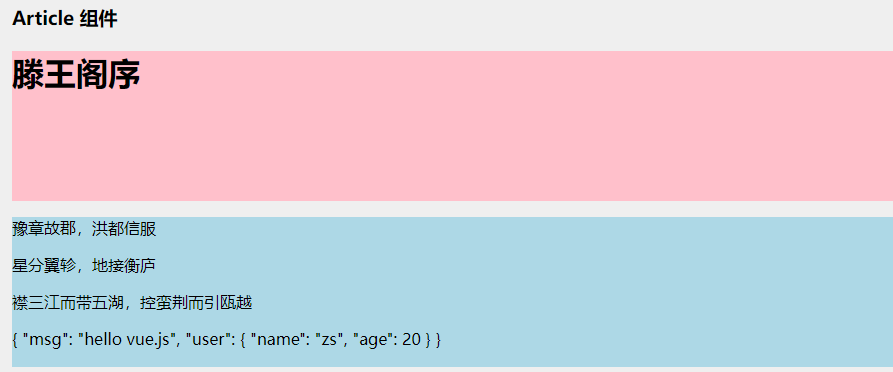 Article 组件
滕王阁序
豫章故郡，洪都信服
星分翼轸，地接衡庐
襟三江而带五湖，控蛮荆而引瓯越
{ "msg": "hello vue.js", "user": { "name": "zs", "age": 20 } }